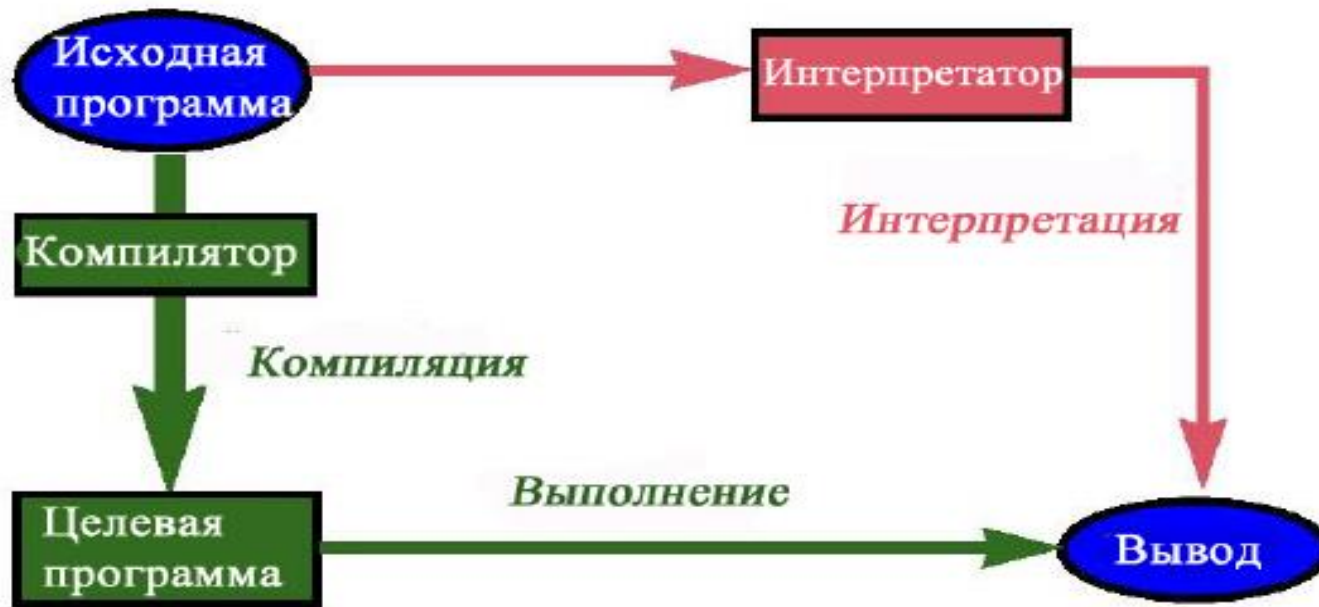 Исходная
программа
Интерпретатор
Интерпретация
Компилятор
Компиляция
Выполнение
Целевая
программа
Вывод